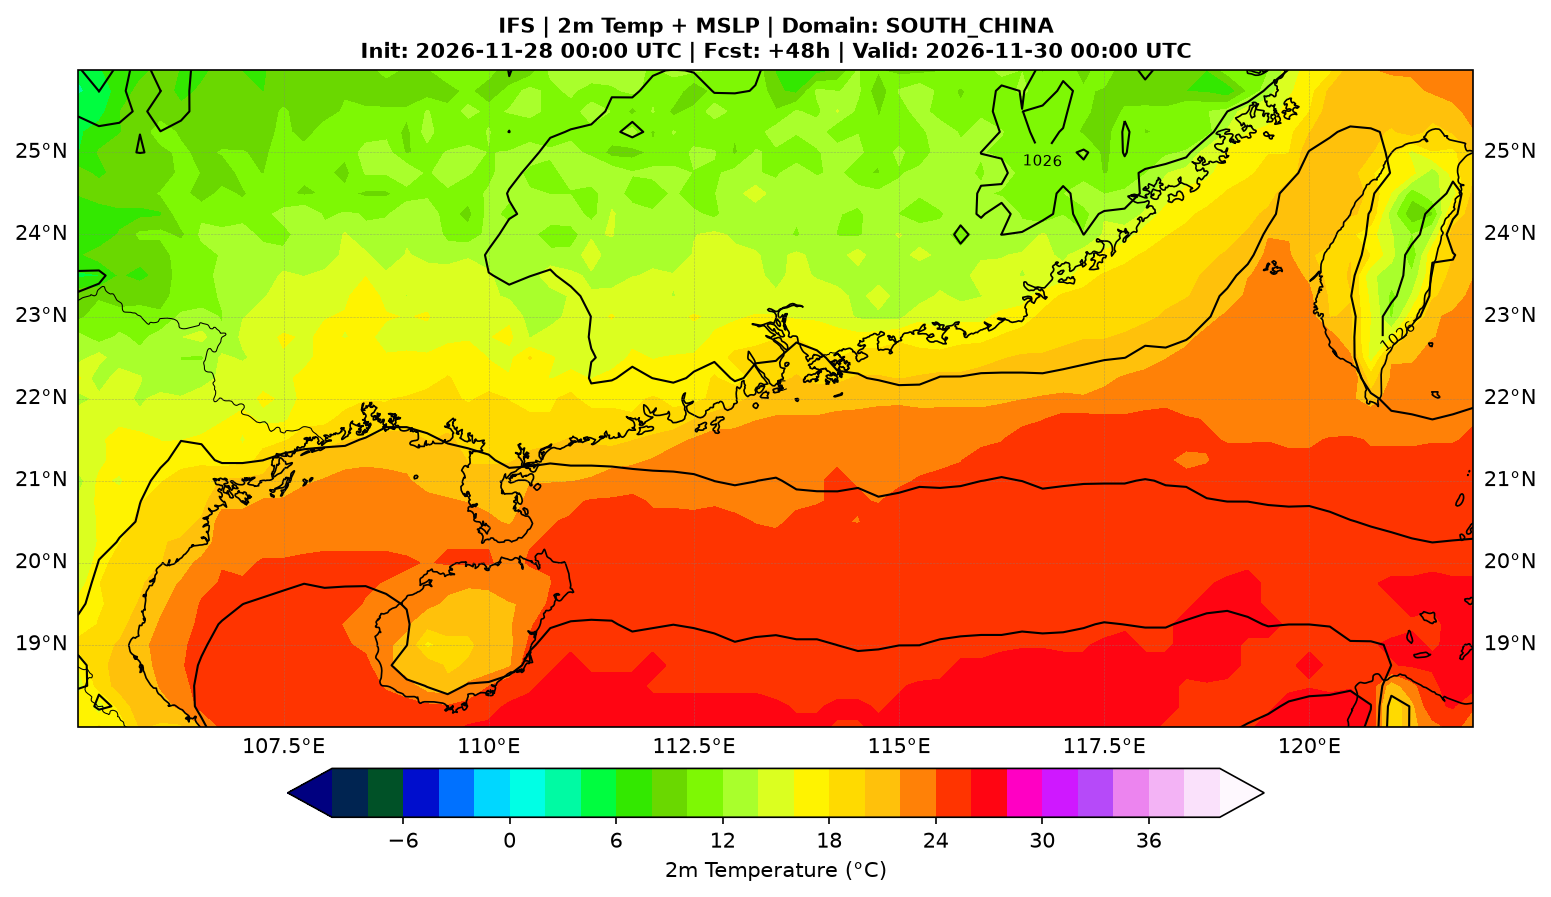 IFS | 2m Temp + MSLP | Domain: SOUTH_CHINA
Init: 2026-11-28 00:00 UTC | Fcst: +48h | Valid: 2026-11-30 00:00 UTC
25°N
25°N
1026
24°N
24°N
23°N
23°N
1026
22°N
22°N
21°N
21°N
20°N
20°N
19°N
19°N
107.5°E
110°E
112.5°E
115°E
117.5°E
120°E
−6
0
6
12
18
24
30
36
2m Temperature (°C)